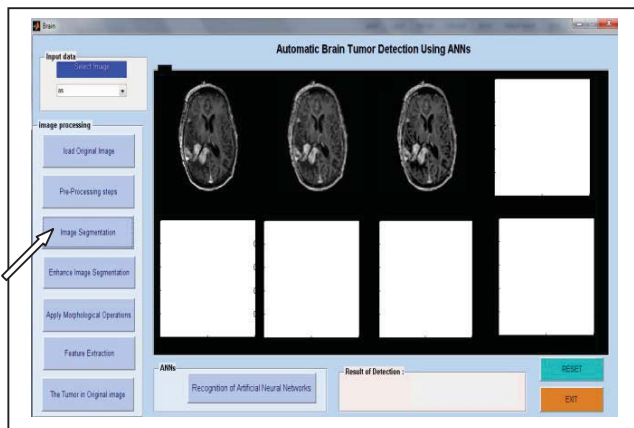 Brain
Automatic Brain Tumor Detection Using ANNs
Input data
Select Image
as
image processing
load Original Image
Pre-Processing steps
Image Segmentation
Enhance Image Segmentation
Apply Morphological Operations
Feature Extraction
The Tumor in Original image
ANNs
Recognition of Artificial Neural Networks
Result of Detection :
RESET
EXIT